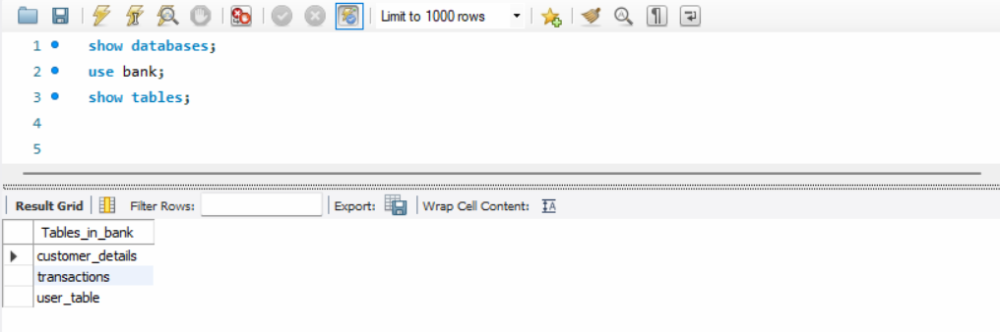 Limit to 1000 rows
1 show databases;
2 use bank;
3 show tables;
4
5
Result Grid Filter Rows: Export: Wrap Cell Content: IA
Tables_in_bank
customer_details
transactions
user_table